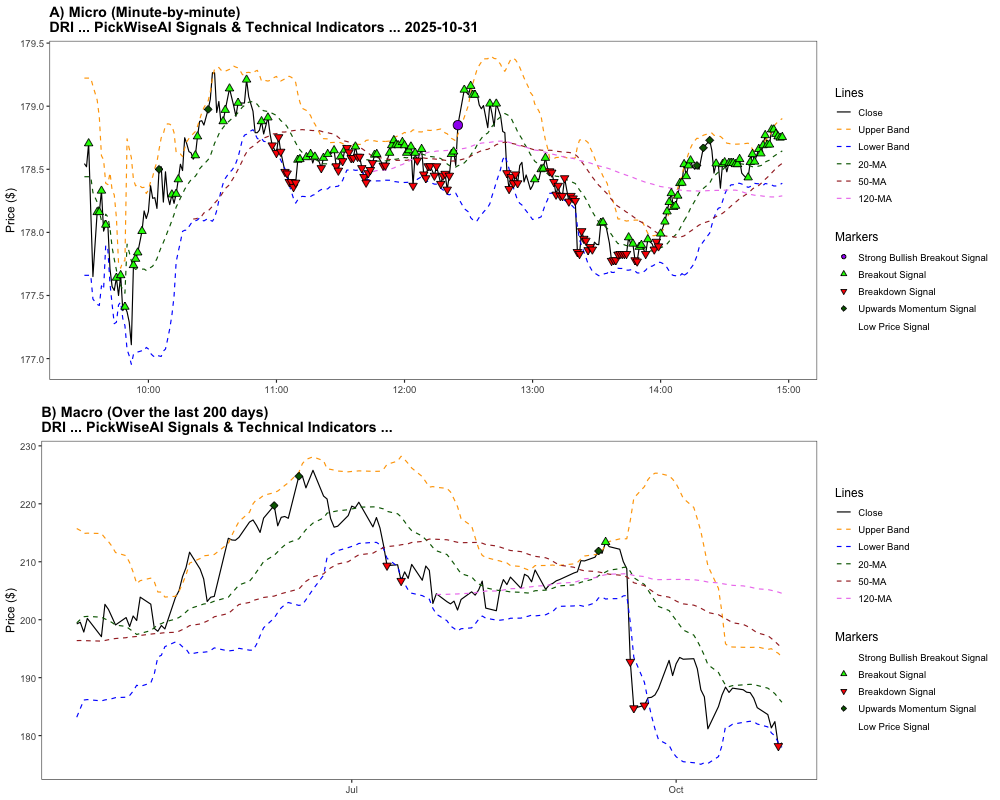 A) Micro (Minute-by-minute)
DRI ... PickWiseAI Signals & Technical Indicators ... 2025-10-31
179.5
179.0
178.5
178.0
177.5
177.0
Price ($)
10:00
11:00
12:00
13:00
14:00
15:00
Lines
Close
Upper Band
Lower Band
20-MA
50-MA
120-MA
Markers
Strong Bullish Breakout Signal
Breakout Signal
Breakdown Signal
Upwards Momentum Signal
Low Price Signal
B) Macro (Over the last 200 days)
DRI ... PickWiseAI Signals & Technical Indicators ...
230
220
210
200
190
180
Price ($)
Jul
Oct
Lines
Close
Upper Band
Lower Band
20-MA
50-MA
120-MA
Markers
Strong Bullish Breakout Signal
Breakout Signal
Breakdown Signal
Upwards Momentum Signal
Low Price Signal